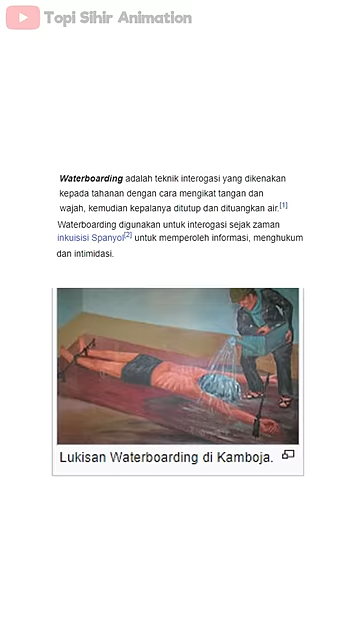 Topi Sihir Animation
Waterboarding adalah teknik interogasi yang dikenakan
kepada tahanan dengan cara mengikat tangan dan
wajah, kemudian kepalanya ditutup dan dituangkan air.[1]
Waterboarding digunakan untuk interogasi sejak zaman
inkuisisi Spanyol[2] untuk memperoleh informasi, menghukum
dan intimidasi.
Lukisan Waterboarding di Kamboja.